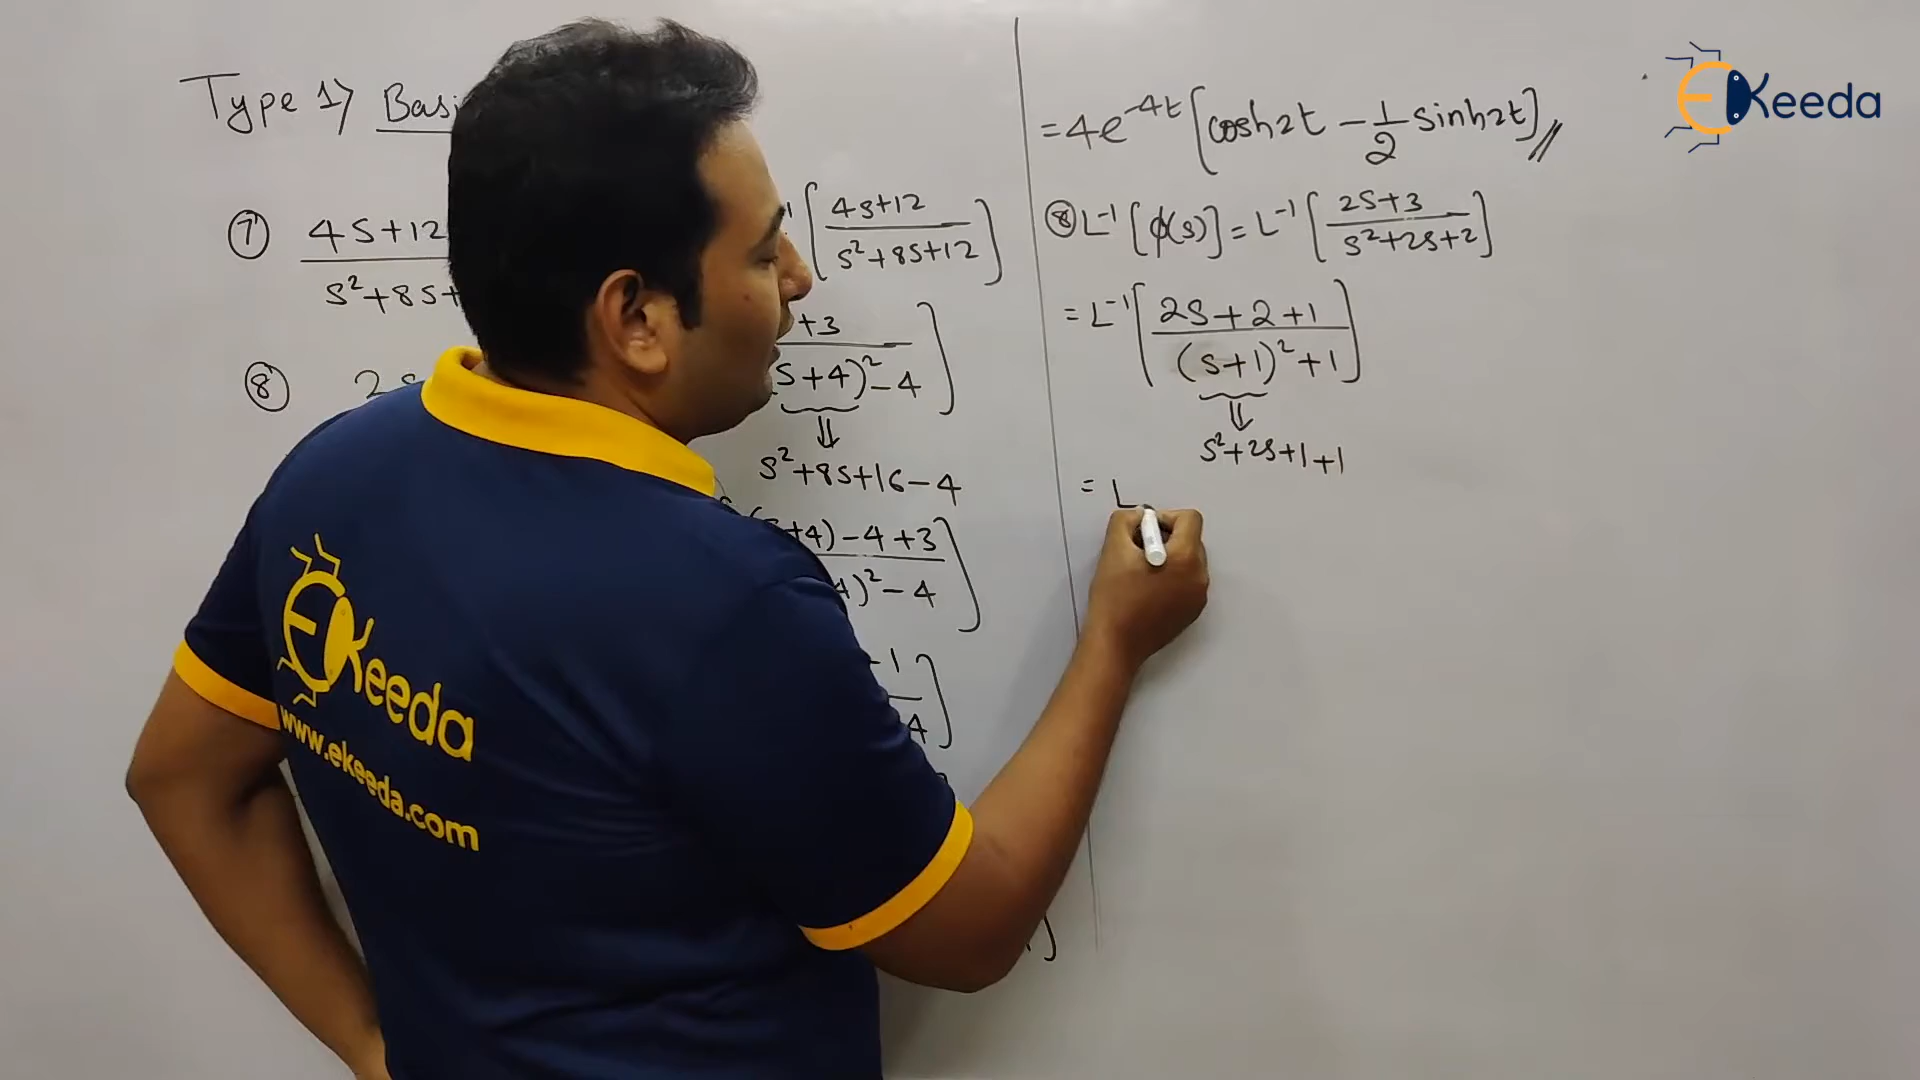 Type 1) Basi
⑦ 4s+12
s²+8s+
⑧ 2s
[4s+12 / s²+8s+12]
+3
(s+4)²-4]
⇓
s²+8s+16-4
+4)-4+3]
4)²-4
-1]
4
=4e⁻⁴ᵗ[cosh2t - 1/2 sinh2t]//
⑧ L⁻¹[φ(s)] = L⁻¹[2s+3 / s²+2s+2]
= L⁻¹[2s+2+1 / (s+1)²+1]
⇓
s²+2s+1+1
= L
EKeeda
EKeeda
www.ekeeda.com